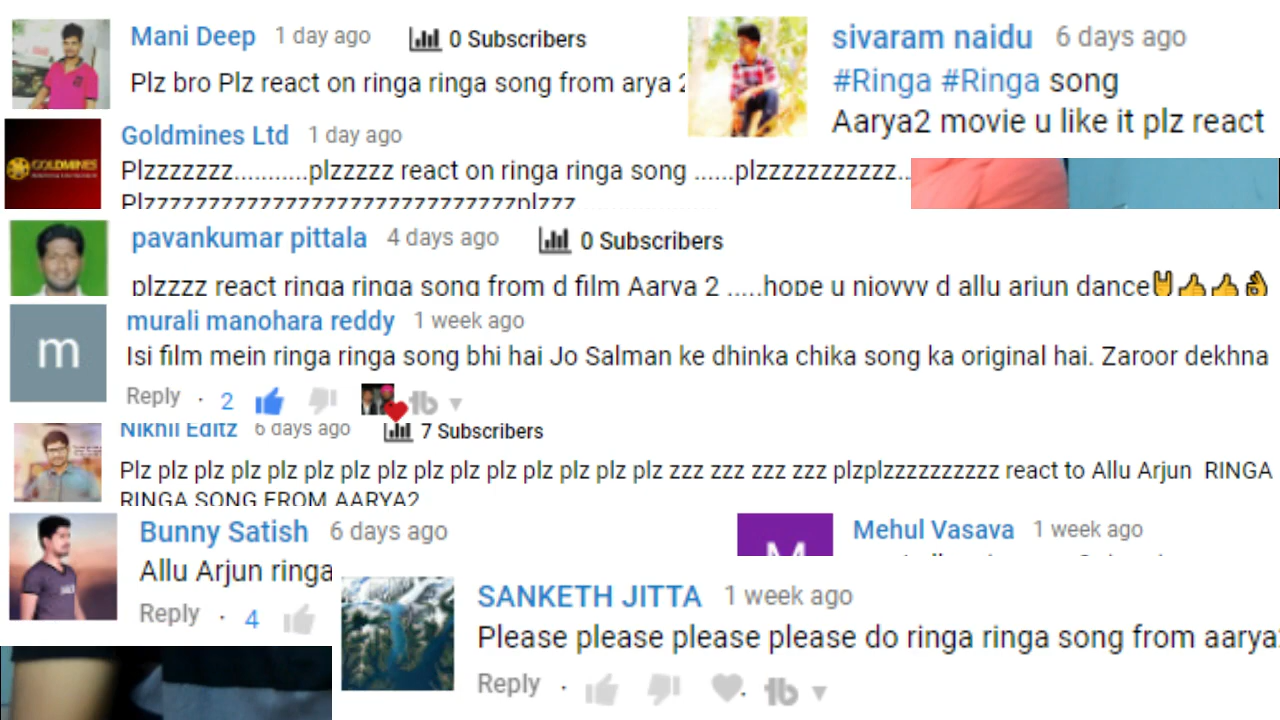 Mani Deep 1 day ago 0 Subscribers
Plz bro Plz react on ringa ringa song from arya 2
sivaram naidu 6 days ago
#Ringa #Ringa song
Aarya2 movie u like it plz react
GOLDMINES
Goldmines Ltd 1 day ago
Plzzzzzzz...........plzzzzz react on ringa ringa song ......plzzzzzzzzzzz..
Plzzzzzzzzzzzzzzzzzzzzzzzzzzzzzzplzzz
pavankumar pittala 4 days ago 0 Subscribers
plzzzz react ringa ringa song from d film Aarya 2 .....hope u njoyyy d allu arjun dance🤘👍👍👌
m
murali manohara reddy 1 week ago
Isi film mein ringa ringa song bhi hai Jo Salman ke dhinka chika song ka original hai. Zaroor dekhna
Reply · 2
Nikhil Editz 6 days ago 7 Subscribers
Plz plz plz plz plz plz plz plz plz plz plz plz plz plz plz zzz zzz zzz zzz plzplzzzzzzzzzz react to Allu Arjun RINGA
RINGA SONG FROM AARYA2
Bunny Satish 6 days ago
Allu Arjun ringa
Reply · 4
M
Mehul Vasava 1 week ago
SANKETH JITTA 1 week ago
Please please please please do ringa ringa song from aarya
Reply ·